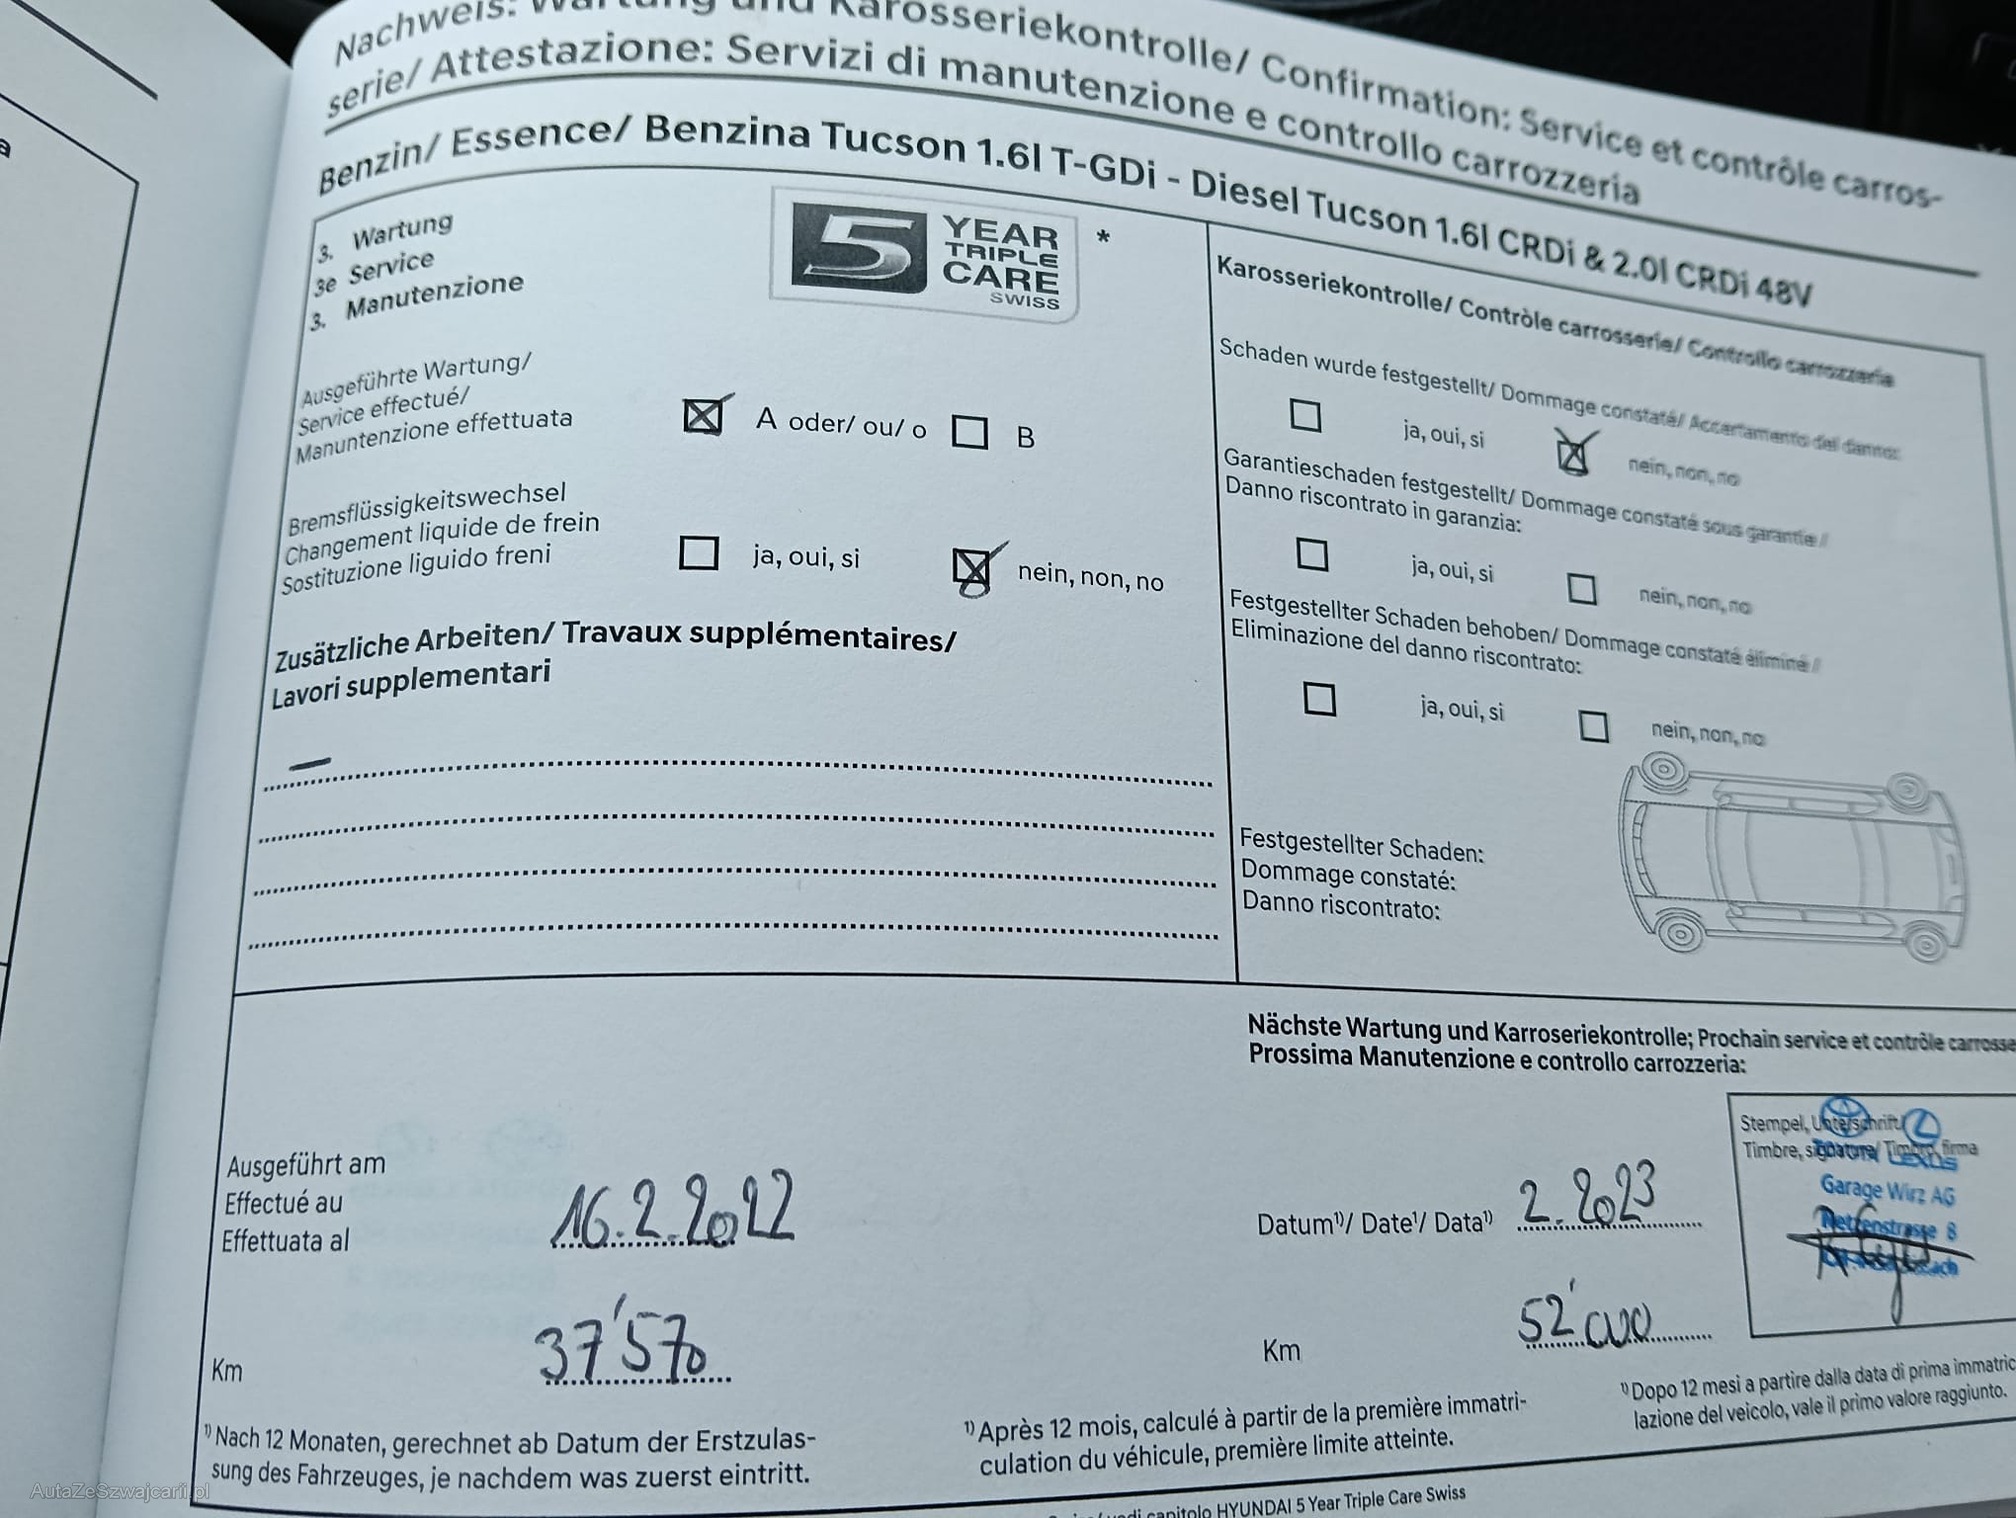 Nachweis: Wartung und Karosseriekontrolle/ Confirmation: Service et contrôle carros-
serie/ Attestazione: Servizi di manutenzione e controllo carrozzeria
Benzin/ Essence/ Benzina Tucson 1.6l T-GDi - Diesel Tucson 1.6l CRDi & 2.0l CRDi 48V
3. Wartung
3e Service
3. Manutenzione
5 YEAR
TRIPLE
CARE
SWISS
*
Ausgeführte Wartung/
Service effectué/
Manuntenzione effettuata
A oder/ ou/ o B
Bremsflüssigkeitswechsel
Changement liquide de frein
Sostituzione liguido freni
ja, oui, si nein, non, no
Zusätzliche Arbeiten/ Travaux supplémentaires/
Lavori supplementari
—
Karosseriekontrolle/ Contrôle carrosserie/ Controllo carrozzeria
Schaden wurde festgestellt/ Dommage constaté/ Accertamento del danno:
ja, oui, si nein, non, no
Garantieschaden festgestellt/ Dommage constaté sous garantie /
Danno riscontrato in garanzia:
ja, oui, si nein, non, no
Festgestellter Schaden behoben/ Dommage constaté éliminé /
Eliminazione del danno riscontrato:
ja, oui, si nein, non, no
Festgestellter Schaden:
Dommage constaté:
Danno riscontrato:
Nächste Wartung und Karroseriekontrolle; Prochain service et contrôle carrosse
Prossima Manutenzione e controllo carrozzeria:
Ausgeführt am
Effectué au
Effettuata al
16.2.2022
Km
37'570
Datum¹⁾/ Date¹/ Data¹⁾ 2.2023
Km 52'000
Stempel, Unterschrift/
Timbre, signature/ Timbro, firma
LEXUS
Garage Wirz AG
¹⁾ Nach 12 Monaten, gerechnet ab Datum der Erstzulas-
sung des Fahrzeuges, je nachdem was zuerst eintritt.
¹⁾ Après 12 mois, calculé à partir de la première immatri-
culation du véhicule, première limite atteinte.
¹⁾ Dopo 12 mesi a partire dalla data di prima immatric
lazione del veicolo, vale il primo valore raggiunto.
capitolo HYUNDAI 5 Year Triple Care Swiss
AutaZeSzwajcarii.pl